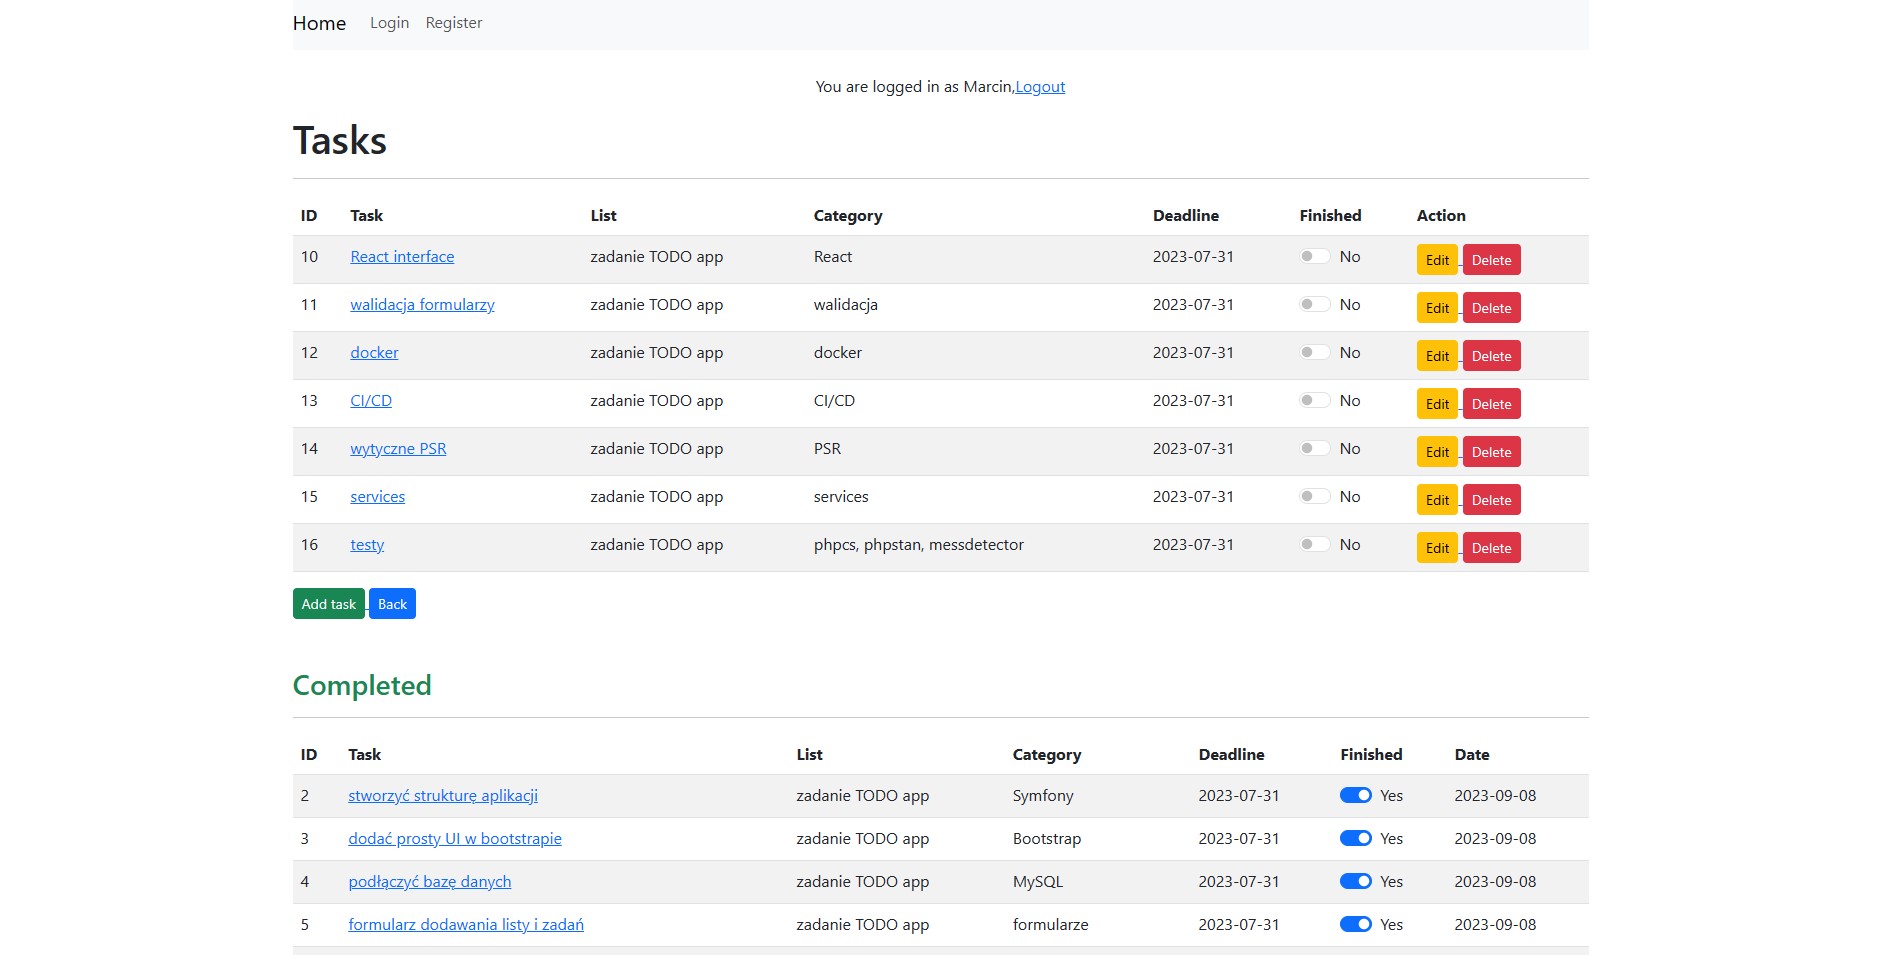 Home Login Register
You are logged in as Marcin,Logout
Tasks
ID Task List Category Deadline Finished Action
10 React interface zadanie TODO app React 2023-07-31 No Edit Delete
11 walidacja formularzy zadanie TODO app walidacja 2023-07-31 No Edit Delete
12 docker zadanie TODO app docker 2023-07-31 No Edit Delete
13 CI/CD zadanie TODO app CI/CD 2023-07-31 No Edit Delete
14 wytyczne PSR zadanie TODO app PSR 2023-07-31 No Edit Delete
15 services zadanie TODO app services 2023-07-31 No Edit Delete
16 testy zadanie TODO app phpcs, phpstan, messdetector 2023-07-31 No Edit Delete
Add task Back
Completed
ID Task List Category Deadline Finished Date
2 stworzyć strukturę aplikacji zadanie TODO app Symfony 2023-07-31 Yes 2023-09-08
3 dodać prosty UI w bootstrapie zadanie TODO app Bootstrap 2023-07-31 Yes 2023-09-08
4 podłączyć bazę danych zadanie TODO app MySQL 2023-07-31 Yes 2023-09-08
5 formularz dodawania listy i zadań zadanie TODO app formularze 2023-07-31 Yes 2023-09-08